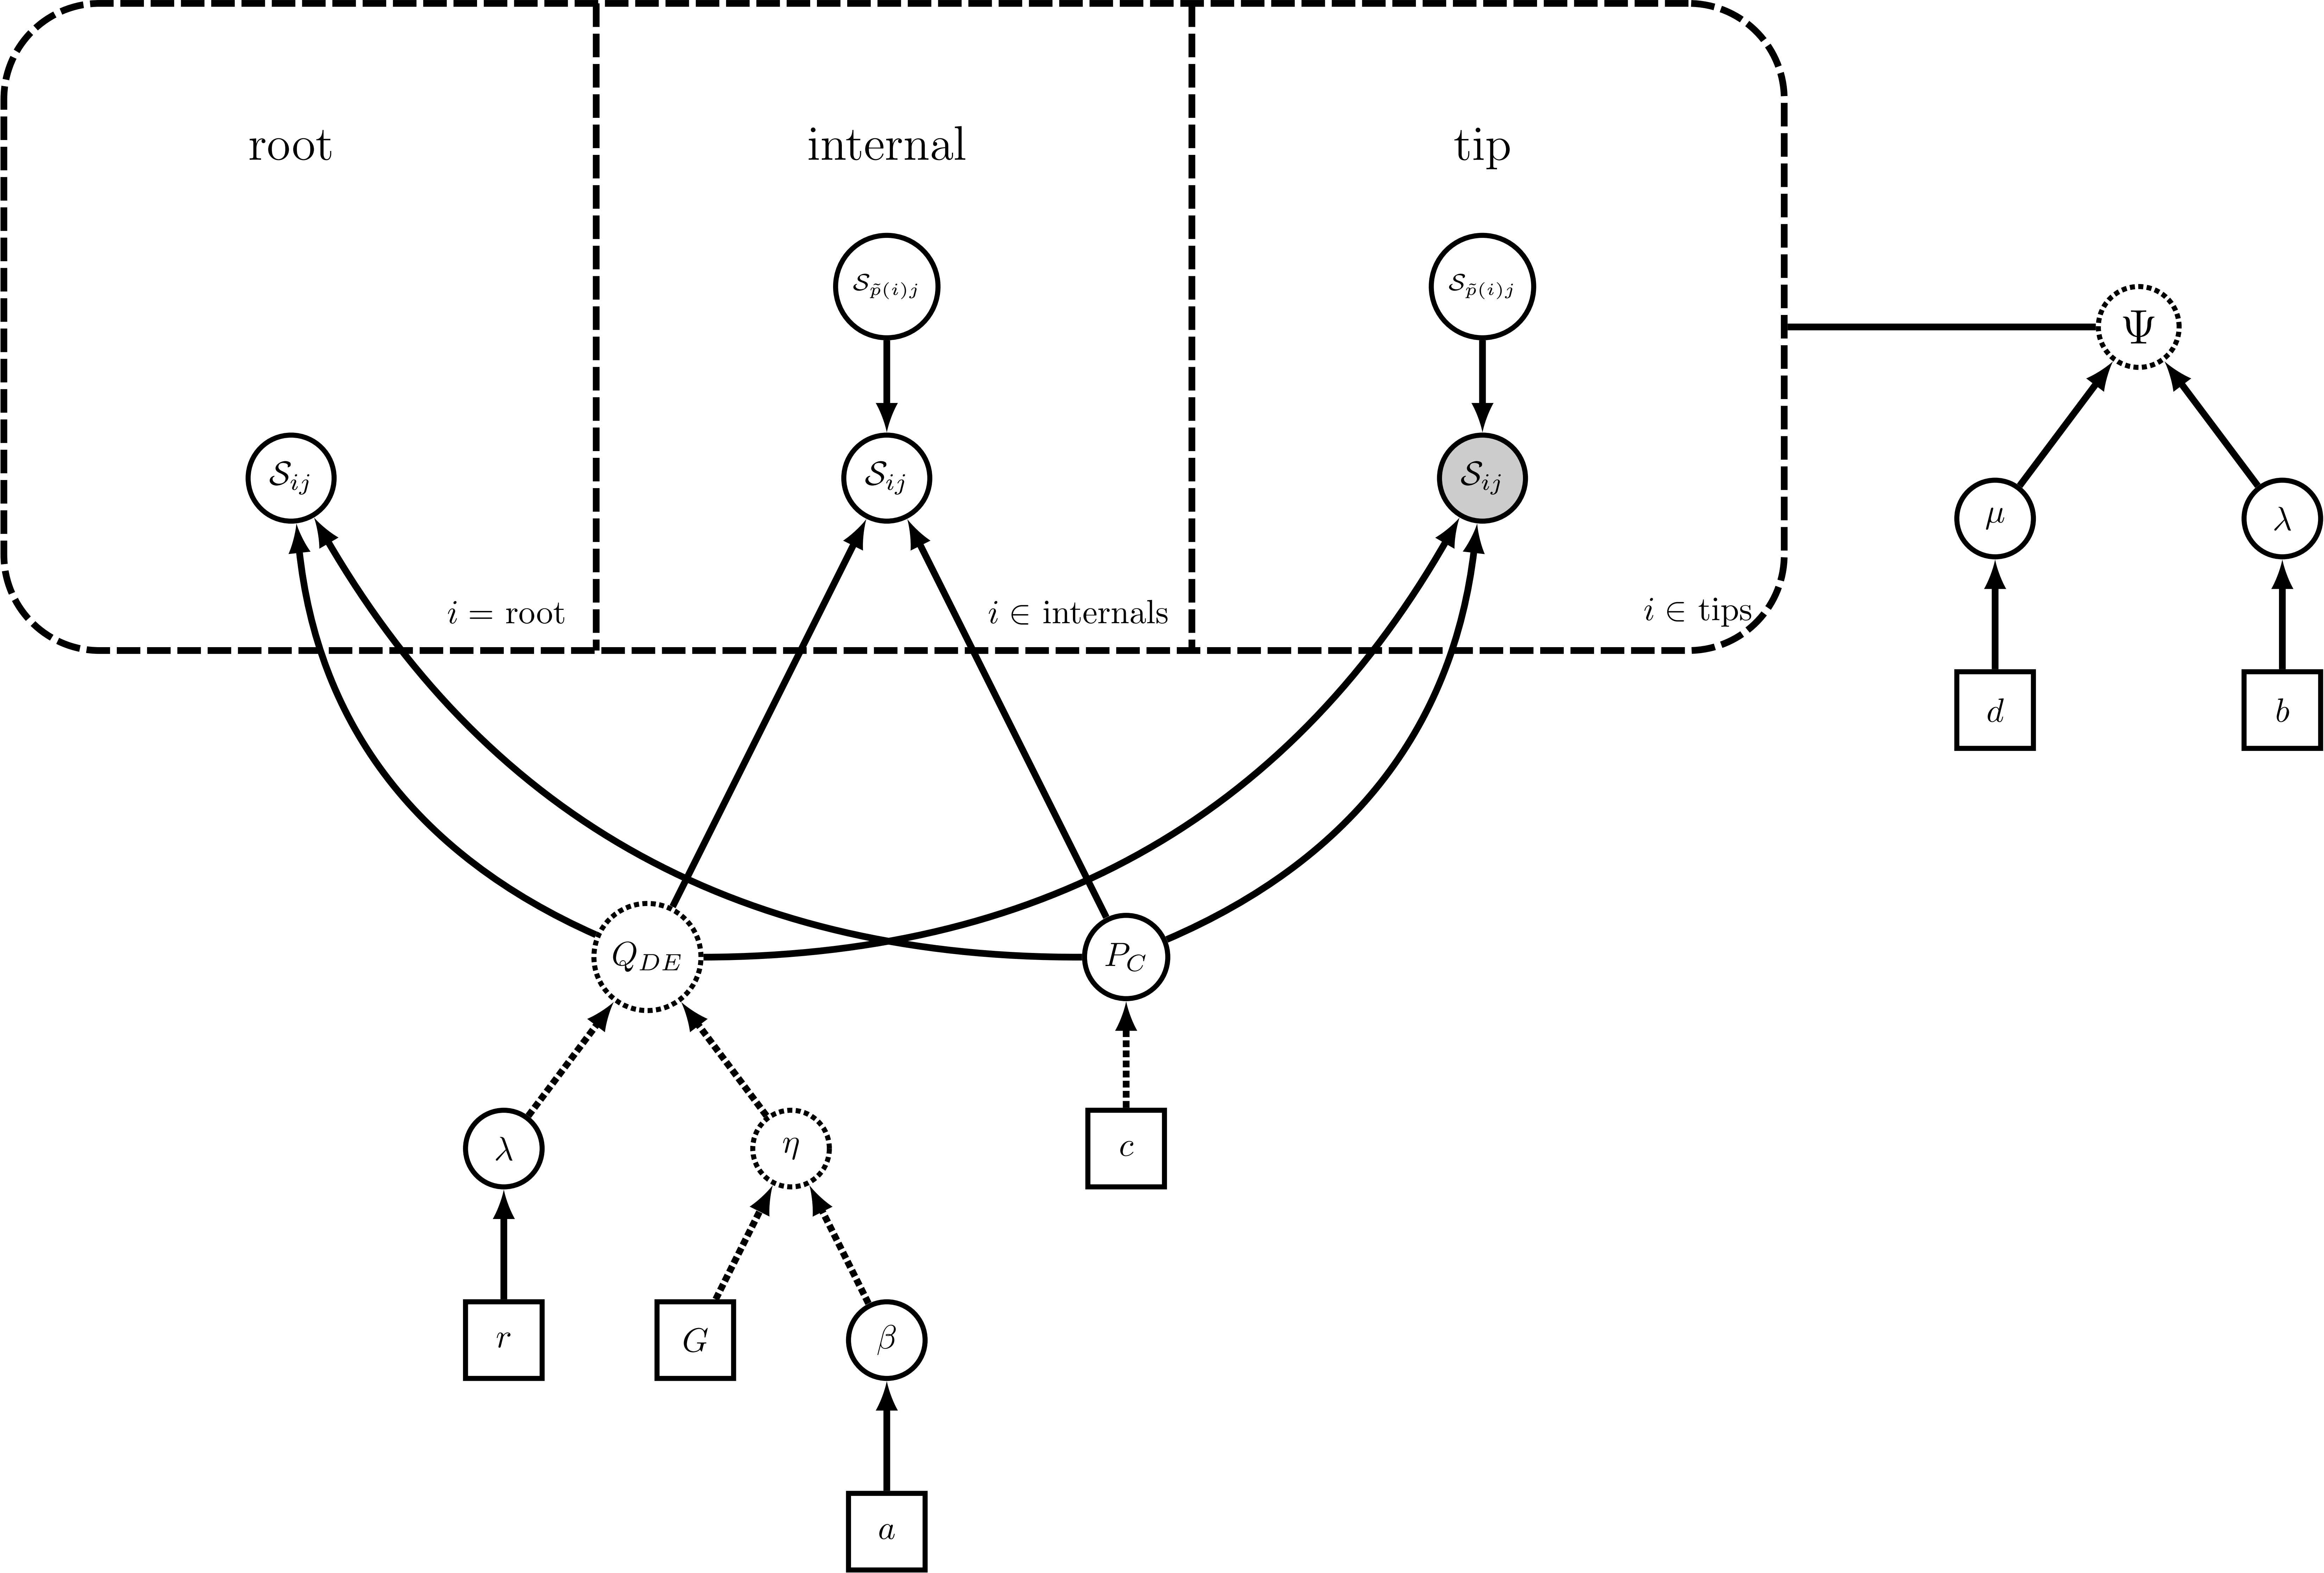 root internal tip
𝒮_{p̃(i)j} 𝒮_{p̃(i)j}
Ψ
𝒮_{ij} 𝒮_{ij} 𝒮_{ij}
μ λ
i = root i ∈ internals i ∈ tips
d b
Q_{DE} P_C
λ η c
r G β
a